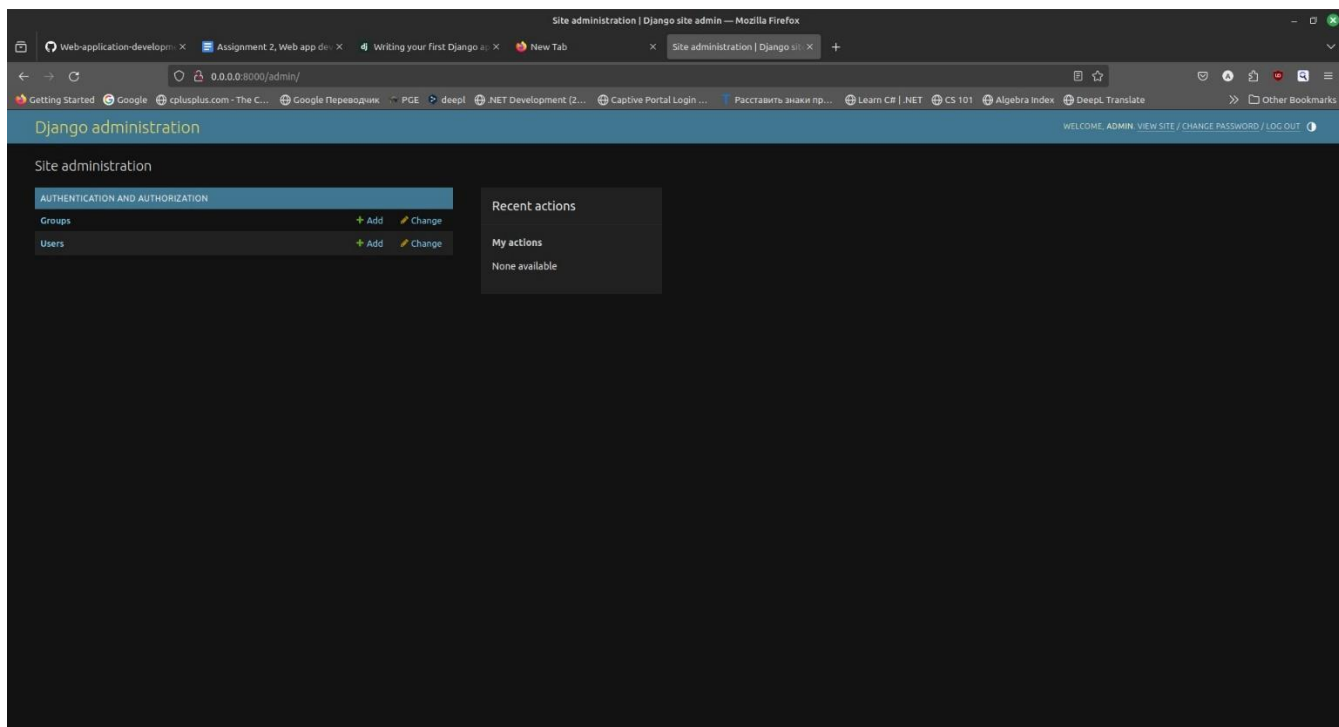 Site administration | Django site admin — Mozilla Firefox
Web-application-developm Assignment 2, Web app dev Writing your first Django ap New Tab Site administration | Django sit
0.0.0.0:8000/admin/
Getting Started Google cplusplus.com - The C... Google Переводчик PGE deepl .NET Development (2... Captive Portal Login ... Расставить знаки пр... Learn C# | .NET CS 101 Algebra Index DeepL Translate Other Bookmarks
Django administration WELCOME, ADMIN. VIEW SITE / CHANGE PASSWORD / LOG OUT
Site administration
AUTHENTICATION AND AUTHORIZATION
Groups + Add Change
Users + Add Change
Recent actions
My actions
None available